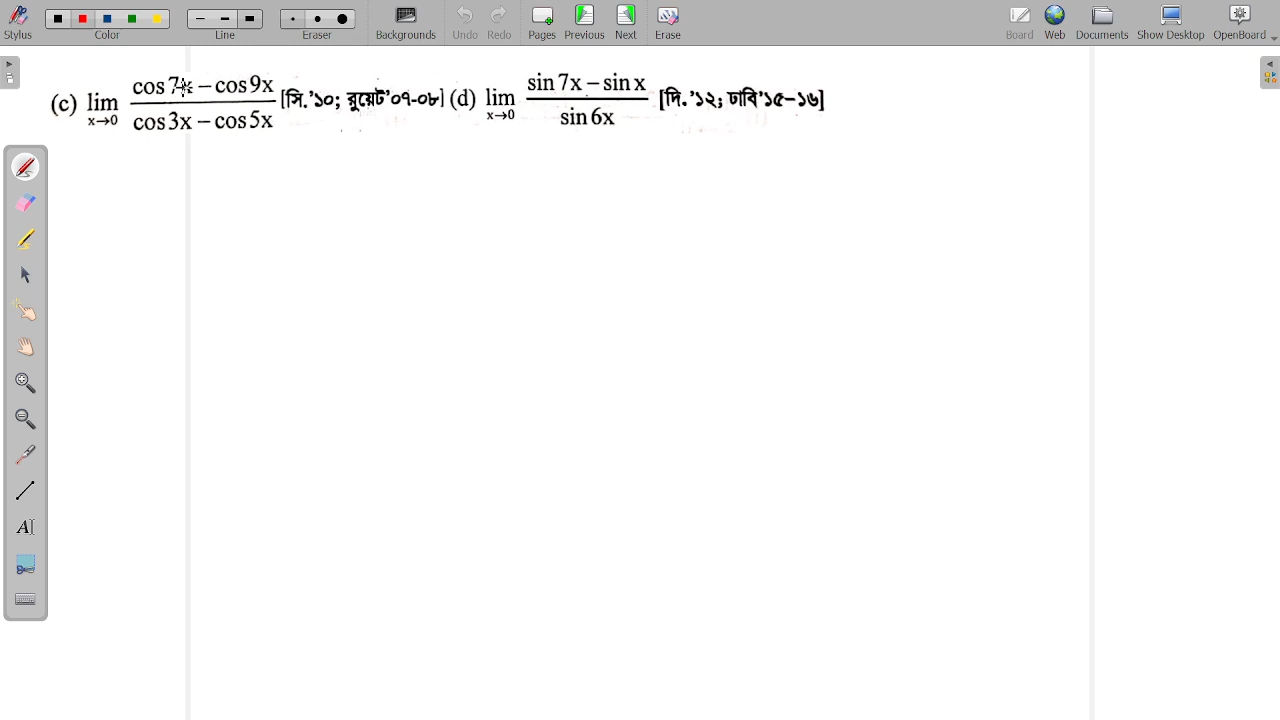 Stylus Color Line Eraser Backgrounds Undo Redo Pages Previous Next Erase Board Web Documents Show Desktop OpenBoard
(c) lim x→0 (cos 7x − cos 9x)/(cos 3x − cos 5x) [সি.'১০; রুয়েট'০৭-০৮] (d) lim x→0 (sin 7x − sin x)/(sin 6x) [দি.'১২; ঢাবি'১৫−১৬]